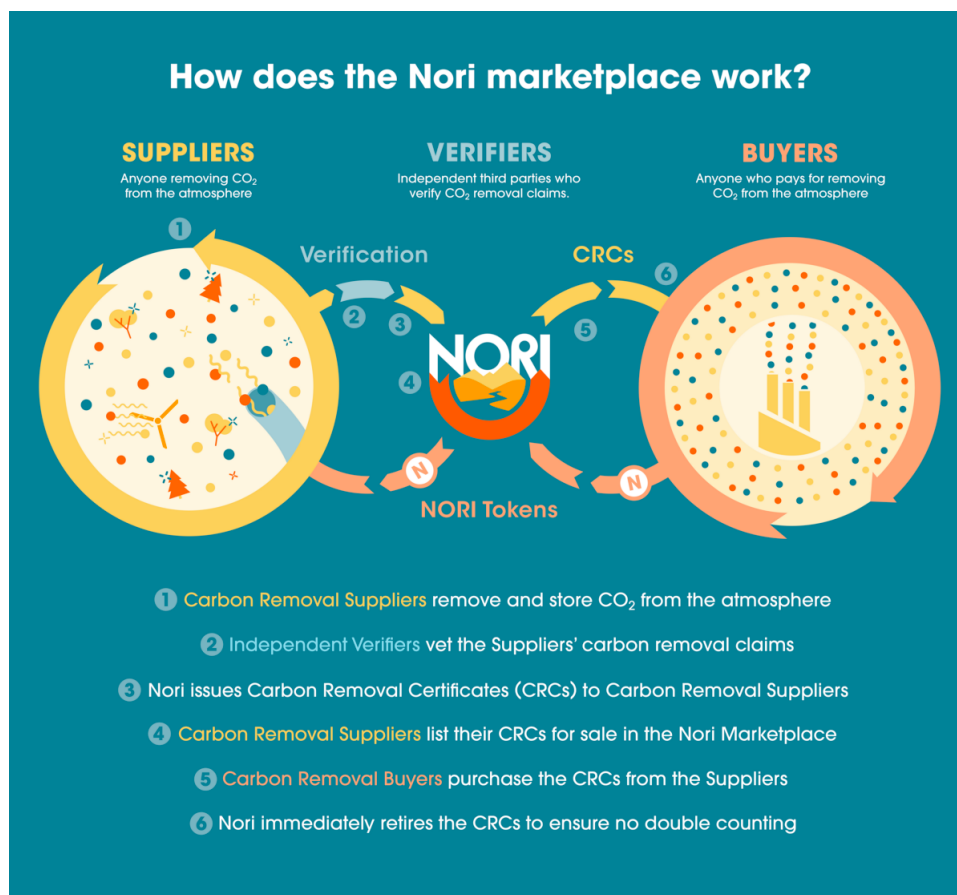 How does the Nori marketplace work?
SUPPLIERS
Anyone removing CO₂
from the atmosphere
VERIFIERS
Independent third parties who
verify CO₂ removal claims.
BUYERS
Anyone who pays for removing
CO₂ from the atmosphere
1
Verification
CRCs
6
2
3
5
NORI
4
N
N
NORI Tokens
1 Carbon Removal Suppliers remove and store CO₂ from the atmosphere
2 Independent Verifiers vet the Suppliers’ carbon removal claims
3 Nori issues Carbon Removal Certificates (CRCs) to Carbon Removal Suppliers
4 Carbon Removal Suppliers list their CRCs for sale in the Nori Marketplace
5 Carbon Removal Buyers purchase the CRCs from the Suppliers
6 Nori immediately retires the CRCs to ensure no double counting